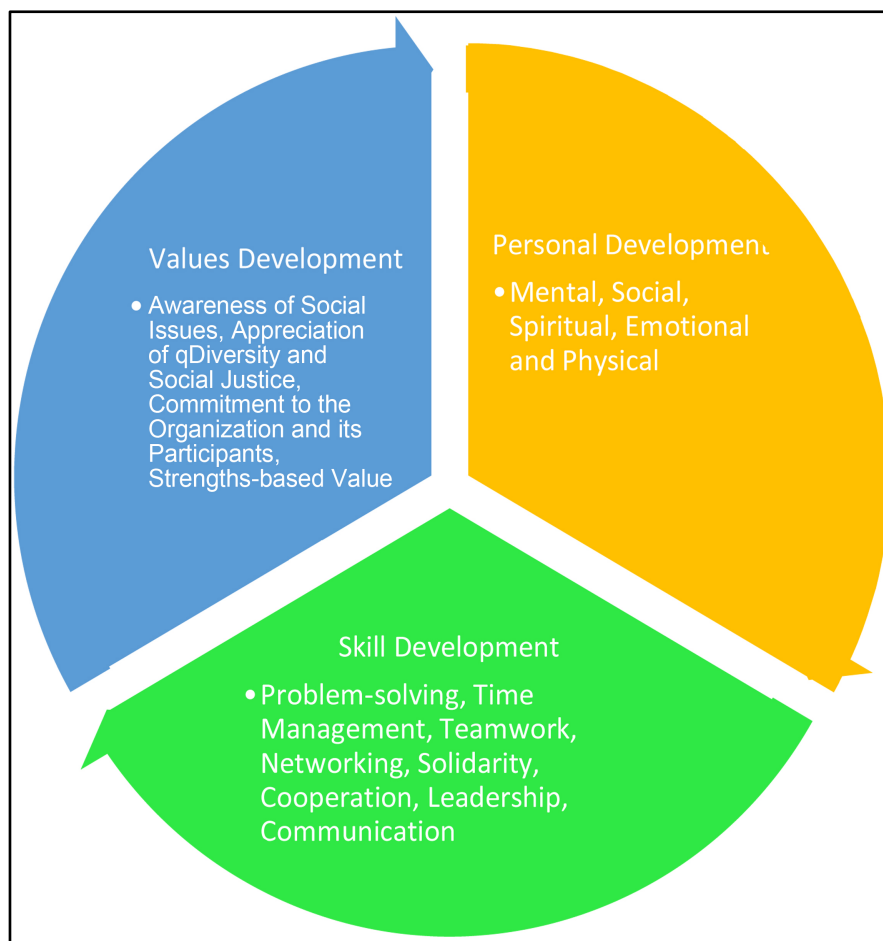 Values Development
• Awareness of Social
Issues, Appreciation
of qDiversity and
Social Justice,
Commitment to the
Organization and its
Participants,
Strengths-based Value
Personal Development
• Mental, Social,
Spiritual, Emotional
and Physical
Skill Development
• Problem-solving, Time
Management, Teamwork,
Networking, Solidarity,
Cooperation, Leadership,
Communication